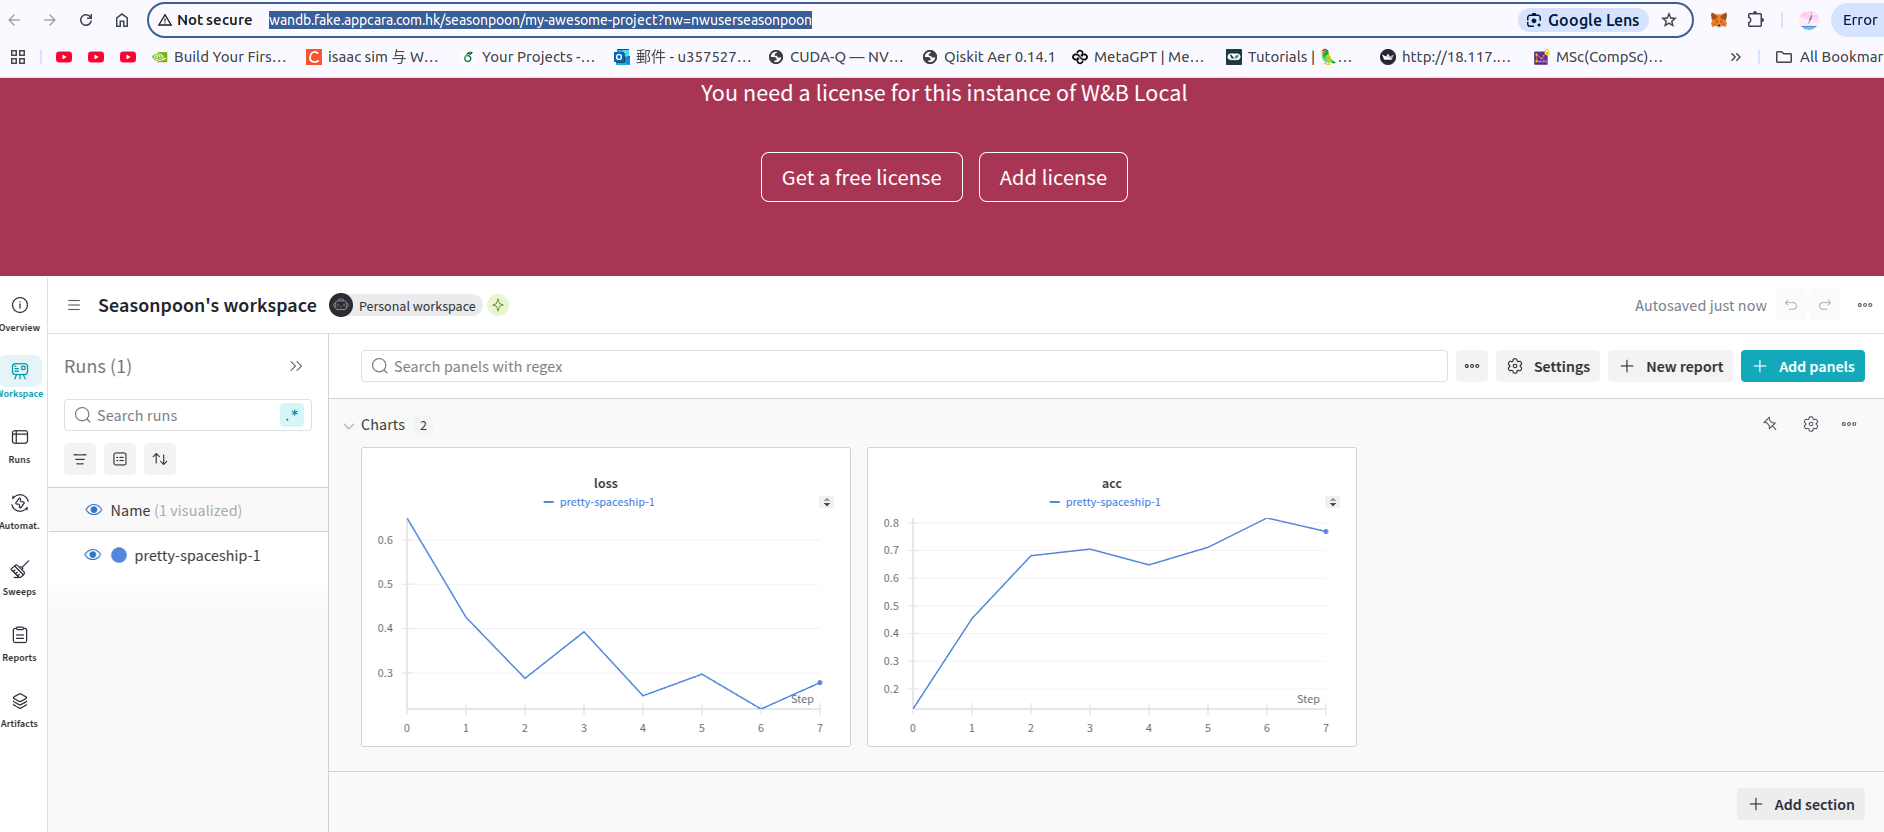 Not secure wandb.fake.appcara.com.hk/seasonpoon/my-awesome-project?nw=nwuserseasonpoon Google Lens Error
Build Your Firs... isaac sim 与 W... Your Projects -... 郵件 - u357527... CUDA-Q — NV... Qiskit Aer 0.14.1 MetaGPT | Me... Tutorials | 🦜... http://18.117.... MSc(CompSc)... » All Bookmar
You need a license for this instance of W&B Local
Get a free license Add license
Seasonpoon's workspace Personal workspace Autosaved just now
Overview
Workspace
Runs
Automat.
Sweeps
Reports
Artifacts
Runs (1)
Search runs .*
Name (1 visualized)
pretty-spaceship-1
Search panels with regex Settings New report Add panels
Charts 2
loss
pretty-spaceship-1
0.6
0.5
0.4
0.3
Step
0 1 2 3 4 5 6 7
acc
pretty-spaceship-1
0.8
0.7
0.6
0.5
0.4
0.3
0.2
Step
0 1 2 3 4 5 6 7
Add section